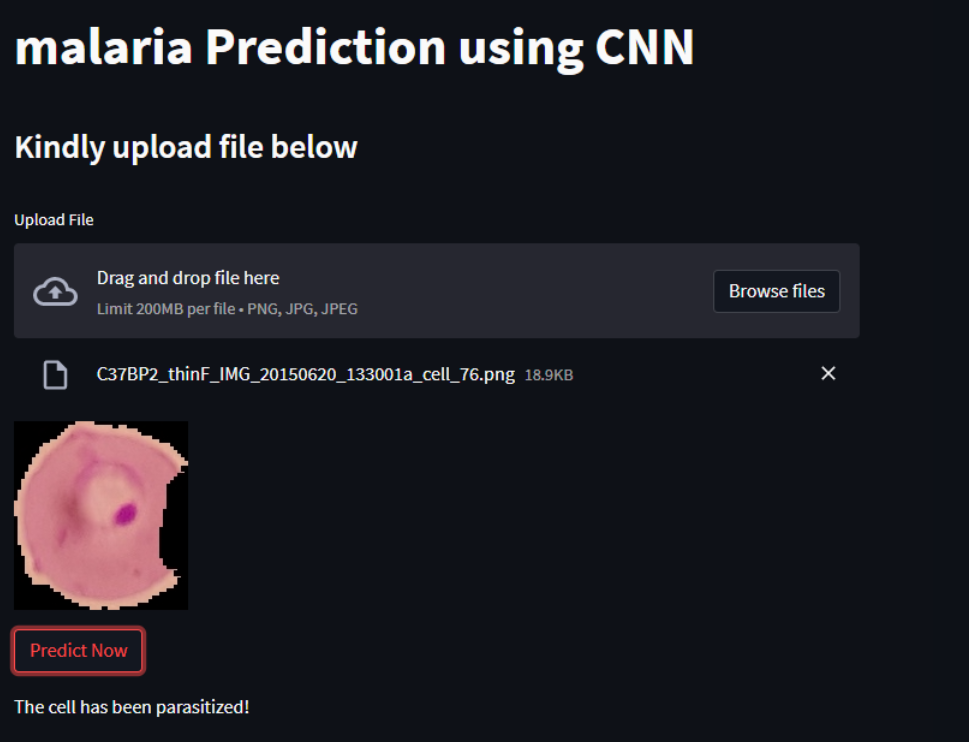 malaria Prediction using CNN
Kindly upload file below
Upload File
Drag and drop file here
Limit 200MB per file • PNG, JPG, JPEG
Browse files
C37BP2_thinF_IMG_20150620_133001a_cell_76.png 18.9KB
Predict Now
The cell has been parasitized!